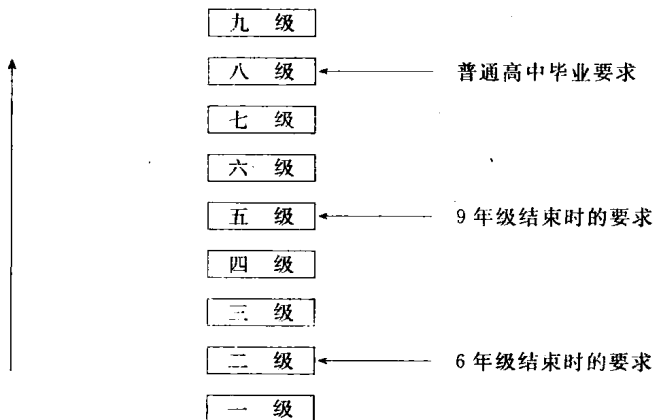 九 级
八 级 普通高中毕业要求
七 级
六 级
五 级 9年级结束时的要求
四 级
三 级
二 级 6年级结束时的要求
一 级